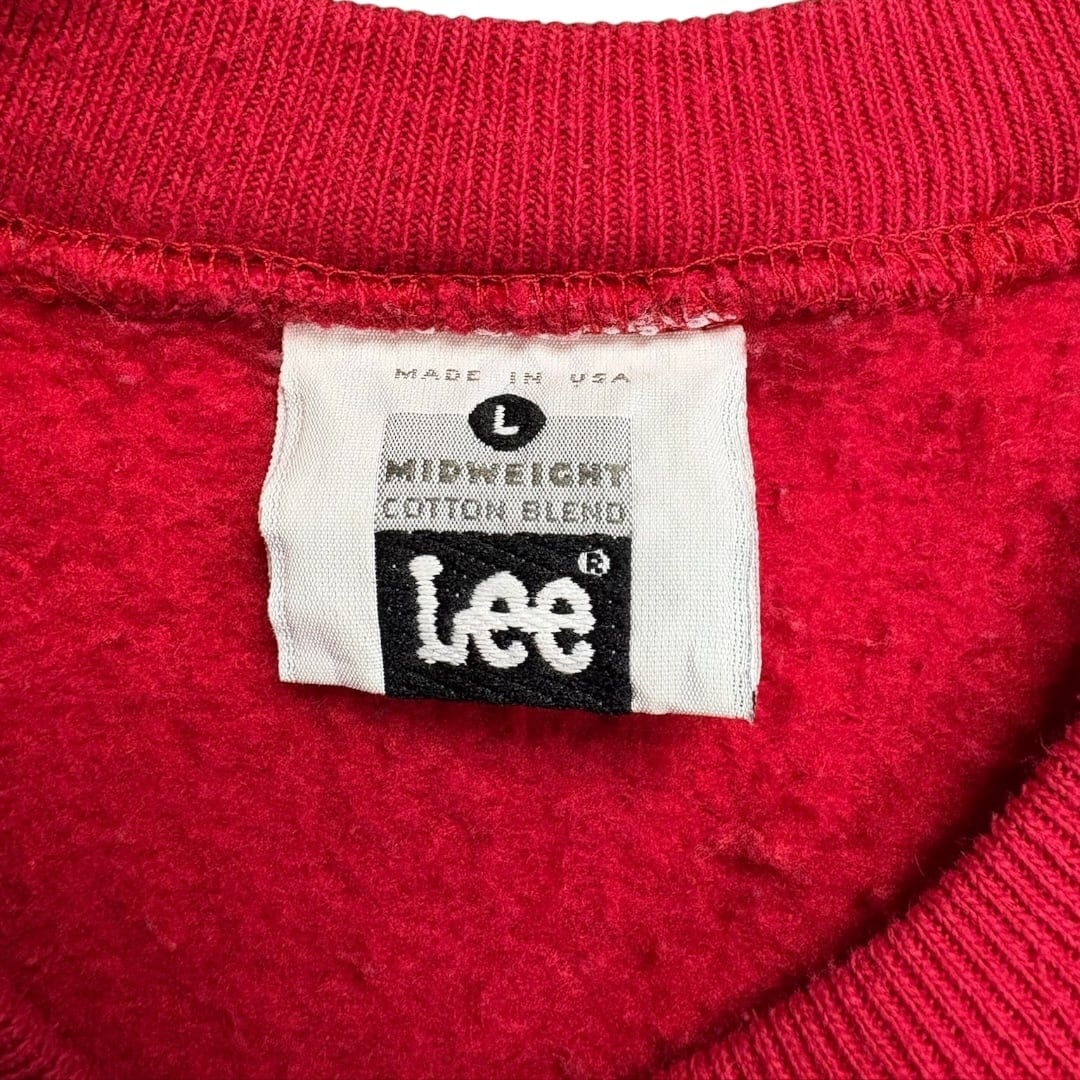 MADE IN USA
L
MIDWEIGHT
COTTON BLEND
Lee®